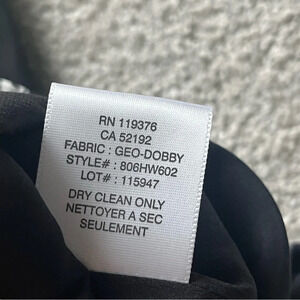 RN 119376
CA 52192
FABRIC : GEO-DOBBY
STYLE# : 806HW602
LOT# : 115947
DRY CLEAN ONLY
NETTOYER A SEC
SEULEMENT